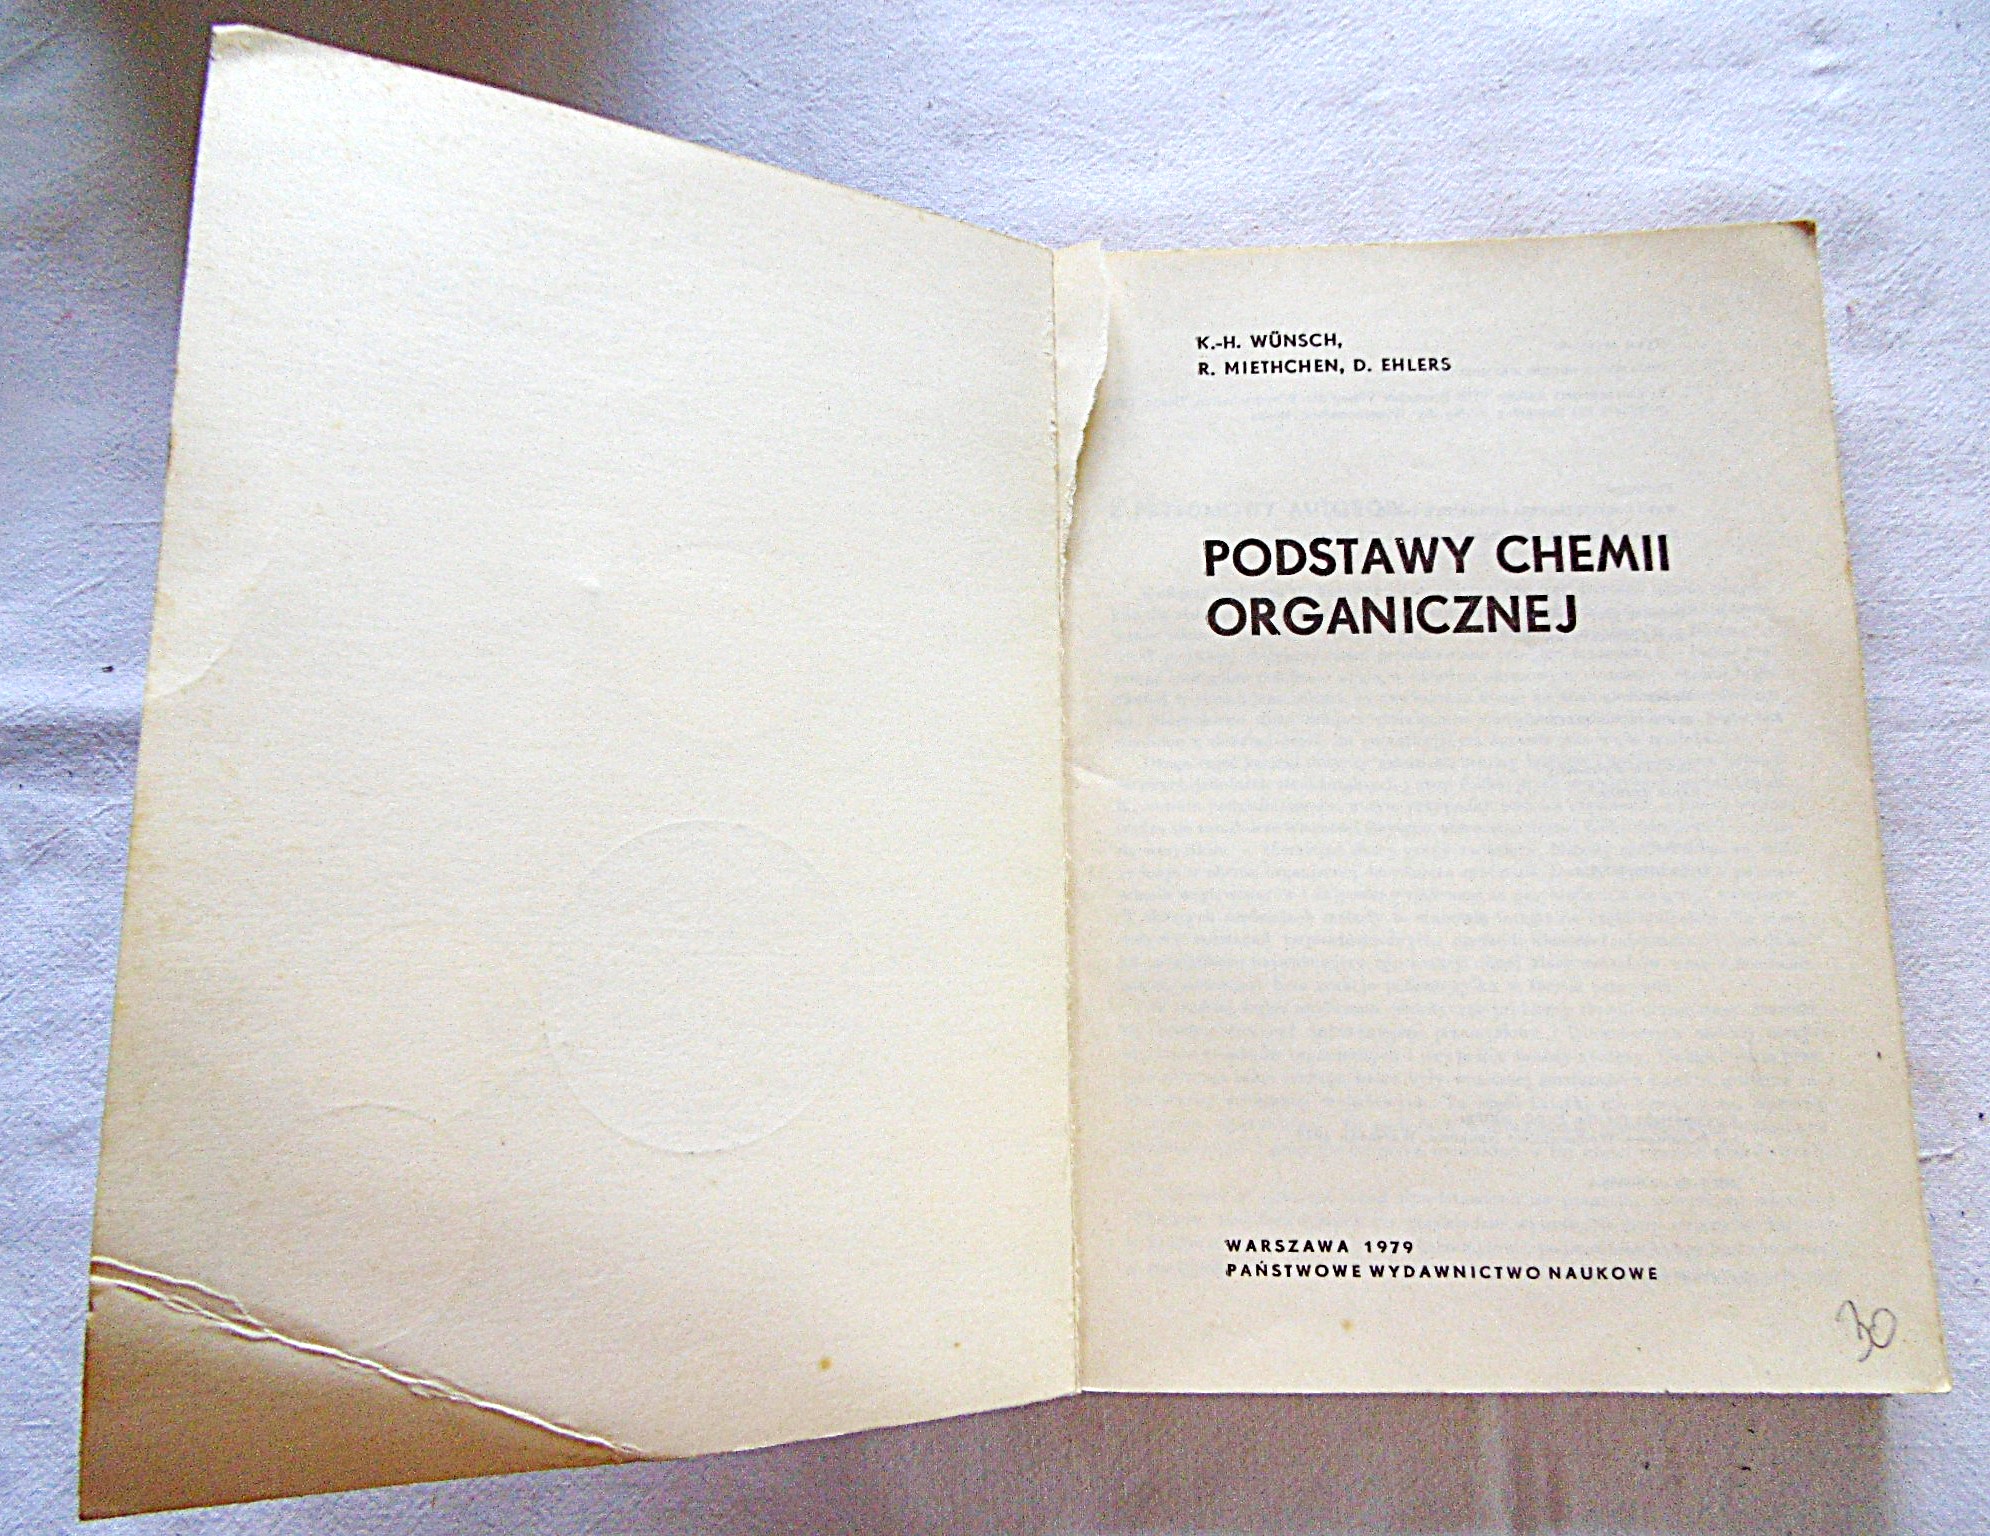 K.-H. WÜNSCH,
R. MIETHCHEN, D. EHLERS
PODSTAWY CHEMII
ORGANICZNEJ
WARSZAWA 1979
PAŃSTWOWE WYDAWNICTWO NAUKOWE
30